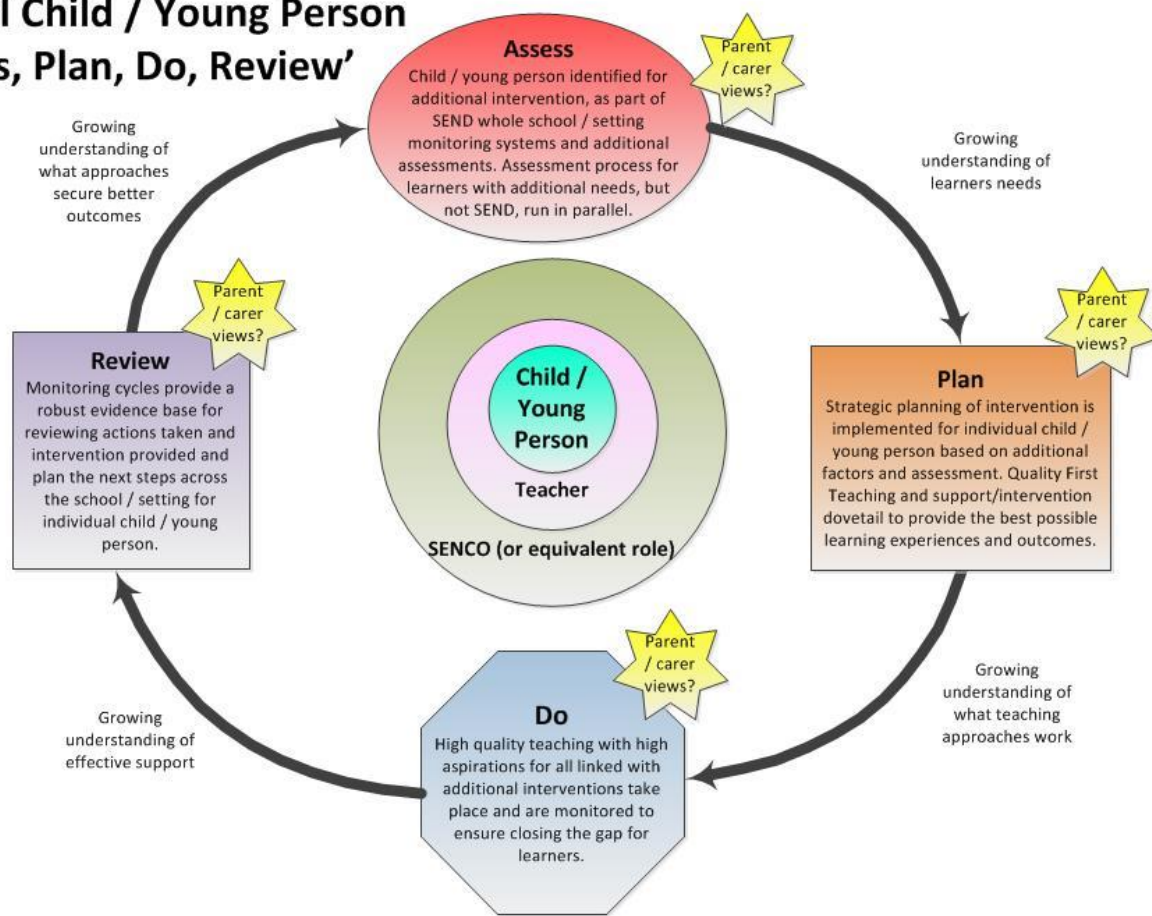 l Child / Young Person
s, Plan, Do, Review’
Assess
Child / young person identified for
additional intervention, as part of
SEND whole school / setting
monitoring systems and additional
assessments. Assessment process for
learners with additional needs, but
not SEND, run in parallel.
Parent
/ carer
views?
Growing
understanding of
learners needs
Parent
/ carer
views?
Plan
Strategic planning of intervention is
implemented for individual child /
young person based on additional
factors and assessment. Quality First
Teaching and support/intervention
dovetail to provide the best possible
learning experiences and outcomes.
Growing
understanding of
what teaching
approaches work
Parent
/ carer
views?
Do
High quality teaching with high
aspirations for all linked with
additional interventions take
place and are monitored to
ensure closing the gap for
learners.
Growing
understanding of
effective support
Parent
/ carer
views?
Review
Monitoring cycles provide a
robust evidence base for
reviewing actions taken and
intervention provided and
plan the next steps across
the school / setting for
individual child / young
person.
Growing
understanding of
what approaches
secure better
outcomes
Child /
Young
Person
Teacher
SENCO (or equivalent role)